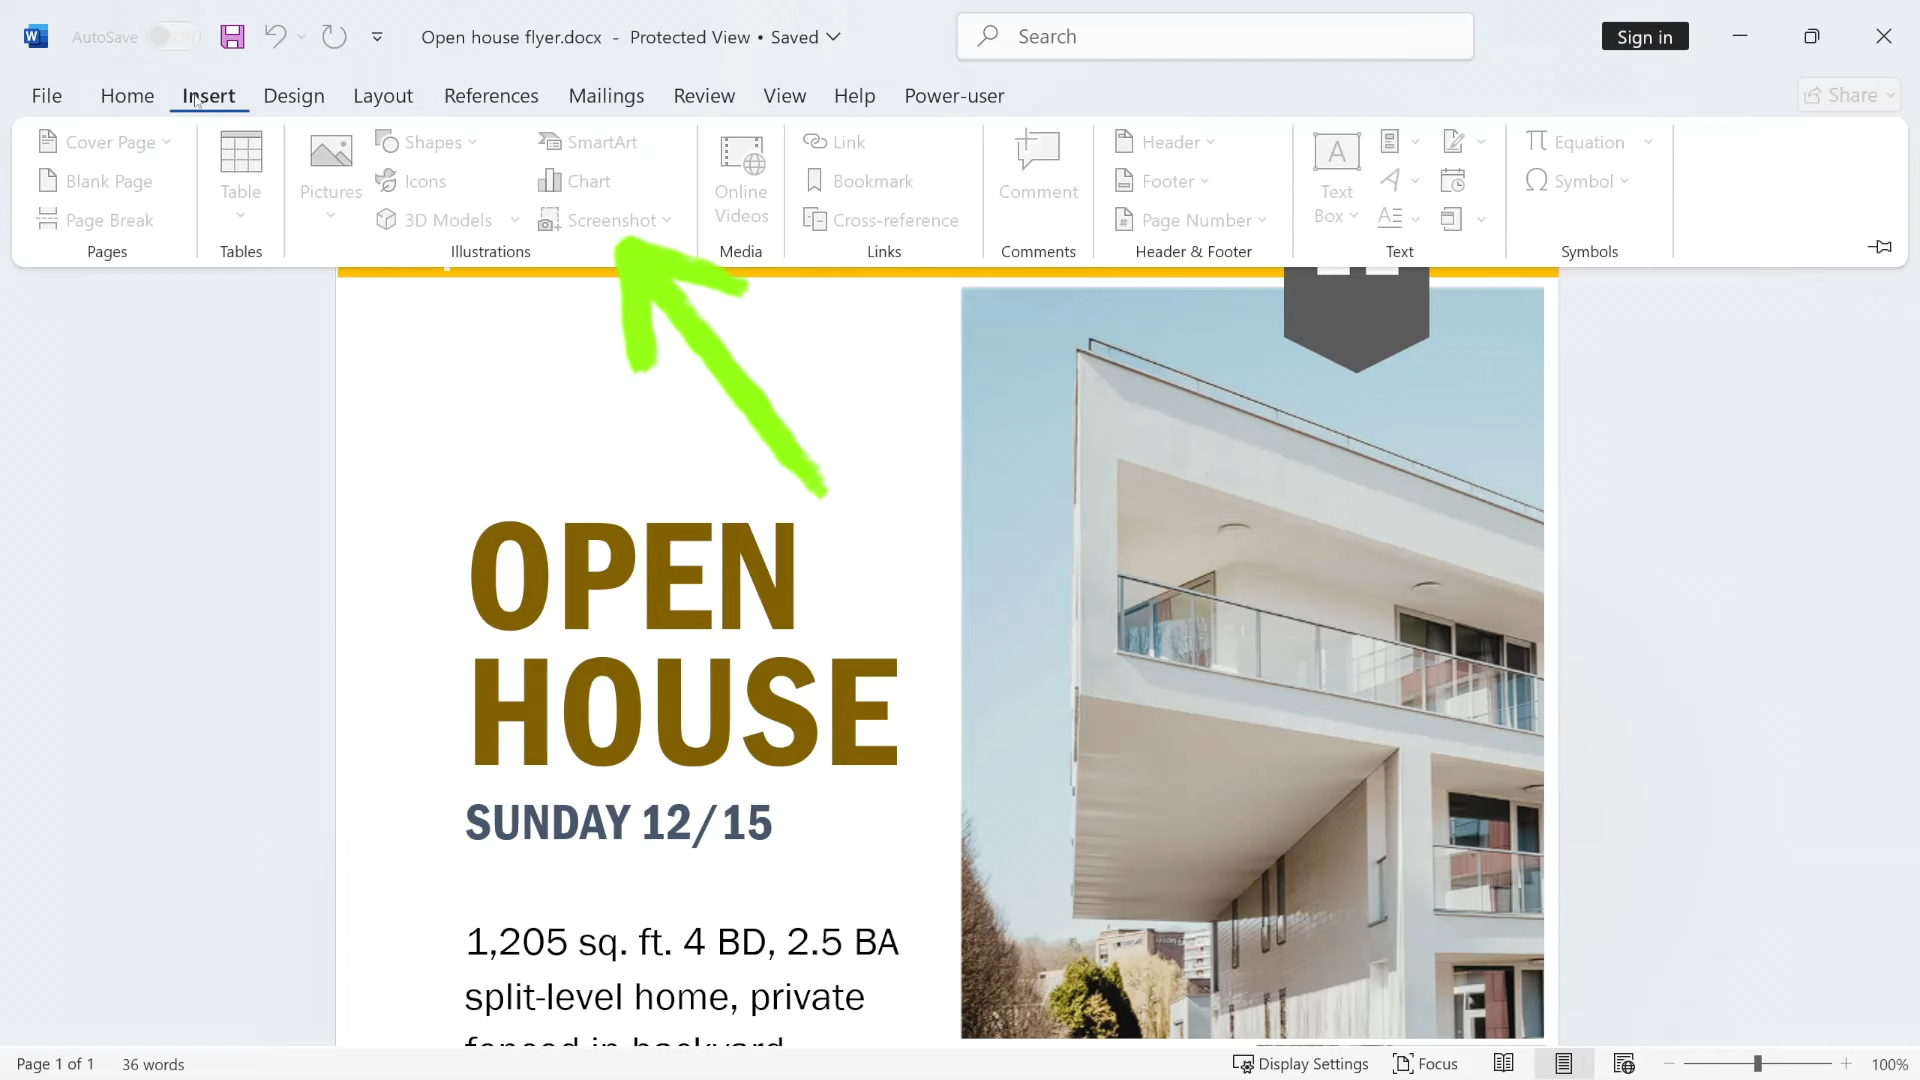 W
AutoSave Off
Open house flyer.docx - Protected View • Saved
Search
Sign in
File Home Insert Design Layout References Mailings Review View Help Power-user
Share
Cover Page
Blank Page
Page Break
Pages
Table
Tables
Pictures
Shapes
Icons
3D Models
SmartArt
Chart
Screenshot
Illustrations
Online
Videos
Media
Link
Bookmark
Cross-reference
Links
Comment
Comments
Header
Footer
Page Number
Header & Footer
A
Text
Box
Text
Equation
Symbol
Symbols
OPEN
HOUSE
SUNDAY 12/15
1,205 sq. ft. 4 BD, 2.5 BA
split-level home, private
fenced in backyard
Page 1 of 1 36 words
Display Settings Focus 100%